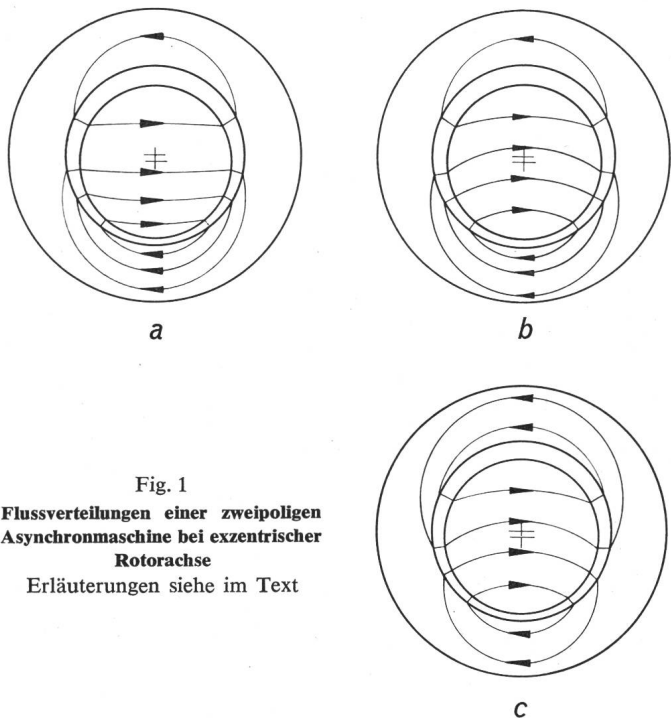 a
b
Fig. 1
Flussverteilungen einer zweipoligen
Asynchronmaschine bei exzentrischer
Rotorachse
Erläuterungen siehe im Text
c